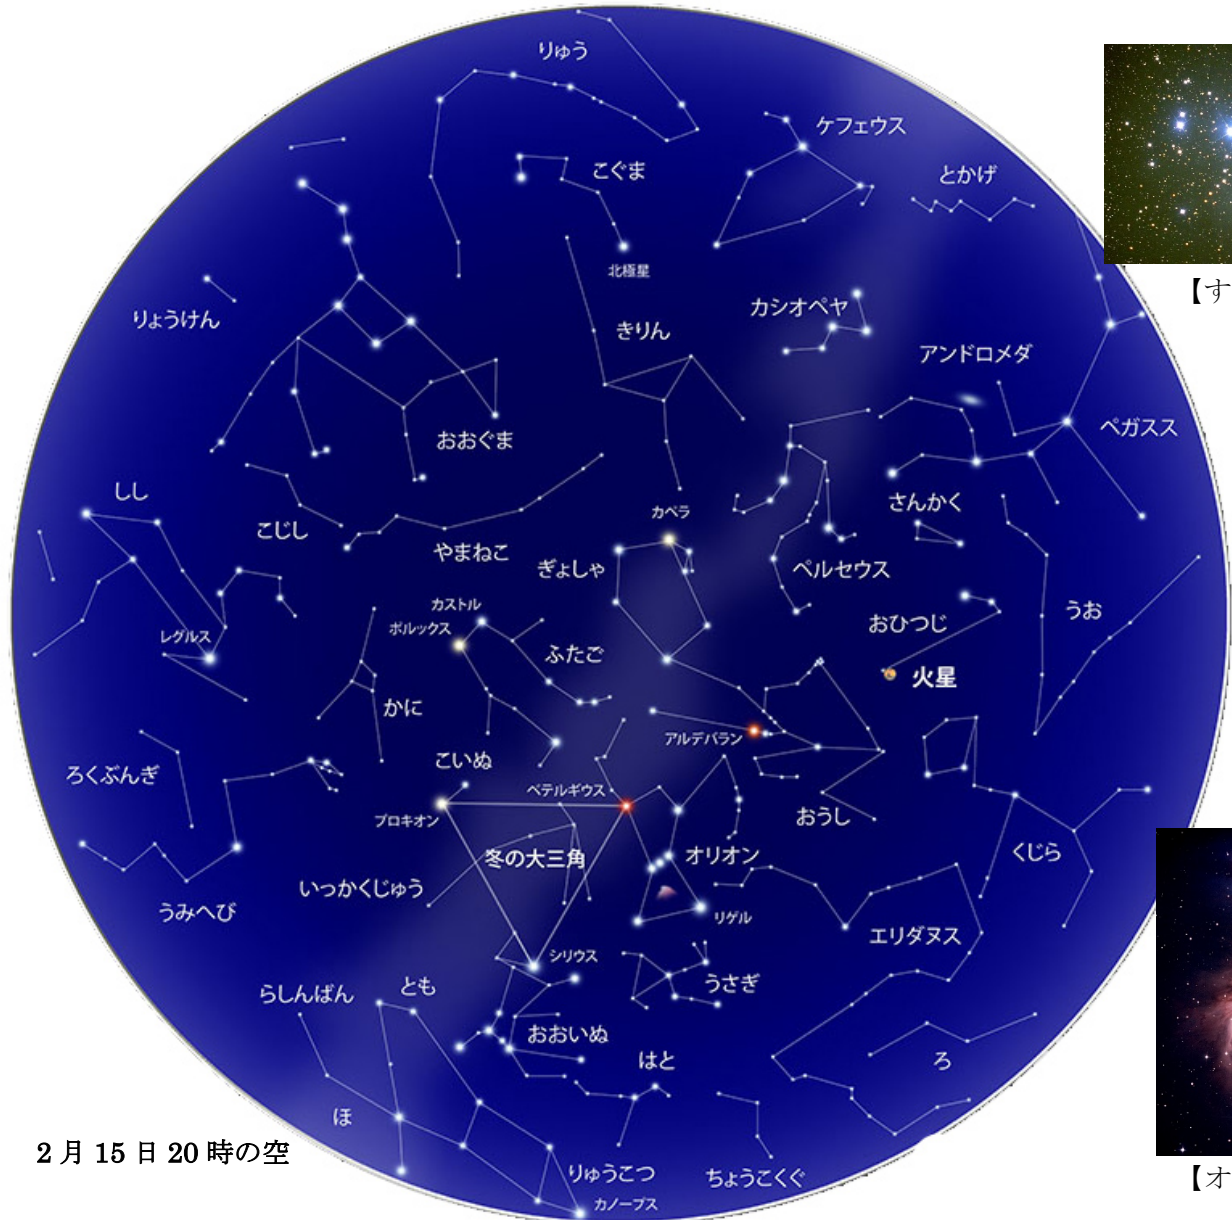 りゅう
ケフェウス
こぐま
とかげ
北極星
りょうけん
カシオペヤ
きりん
アンドロメダ
【す
ペガスス
おおぐま
しし
こじし
さんかく
カペラ
やまねこ
ぎょしゃ
ペルセウス
カストル
ポルックス
レグルス
おひつじ
うお
ふたご
火星
かに
アルデバラン
ろくぶんぎ
こいぬ
ベテルギウス
プロキオン
おうし
冬の大三角
オリオン
くじら
いっかくじゅう
うみへび
リゲル
エリダヌス
シリウス
らしんばん
とも
うさぎ
おおいぬ
はと
ろ
ほ
2月15日20時の空
りゅうこつ
ちょうこくぐ
カノープス
【オ